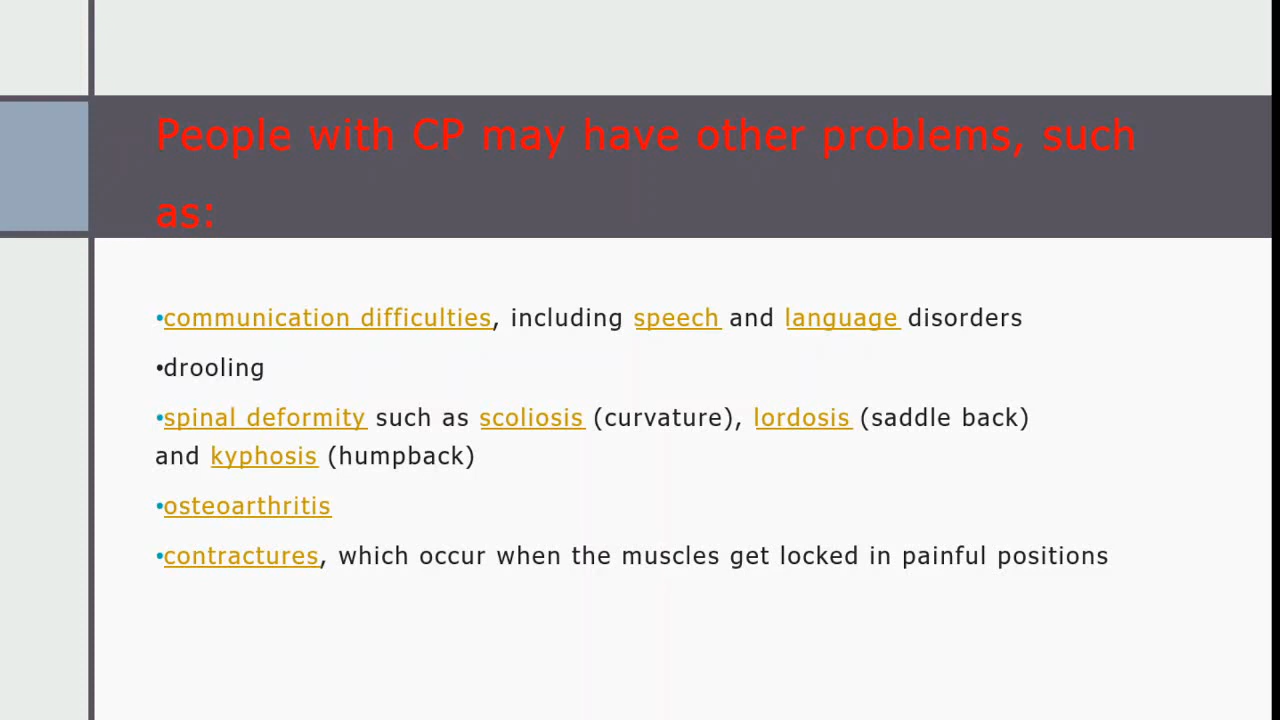 People with CP may have other problems, such
as:
•communication difficulties, including speech and language disorders
•drooling
•spinal deformity such as scoliosis (curvature), lordosis (saddle back)
and kyphosis (humpback)
•osteoarthritis
•contractures, which occur when the muscles get locked in painful positions